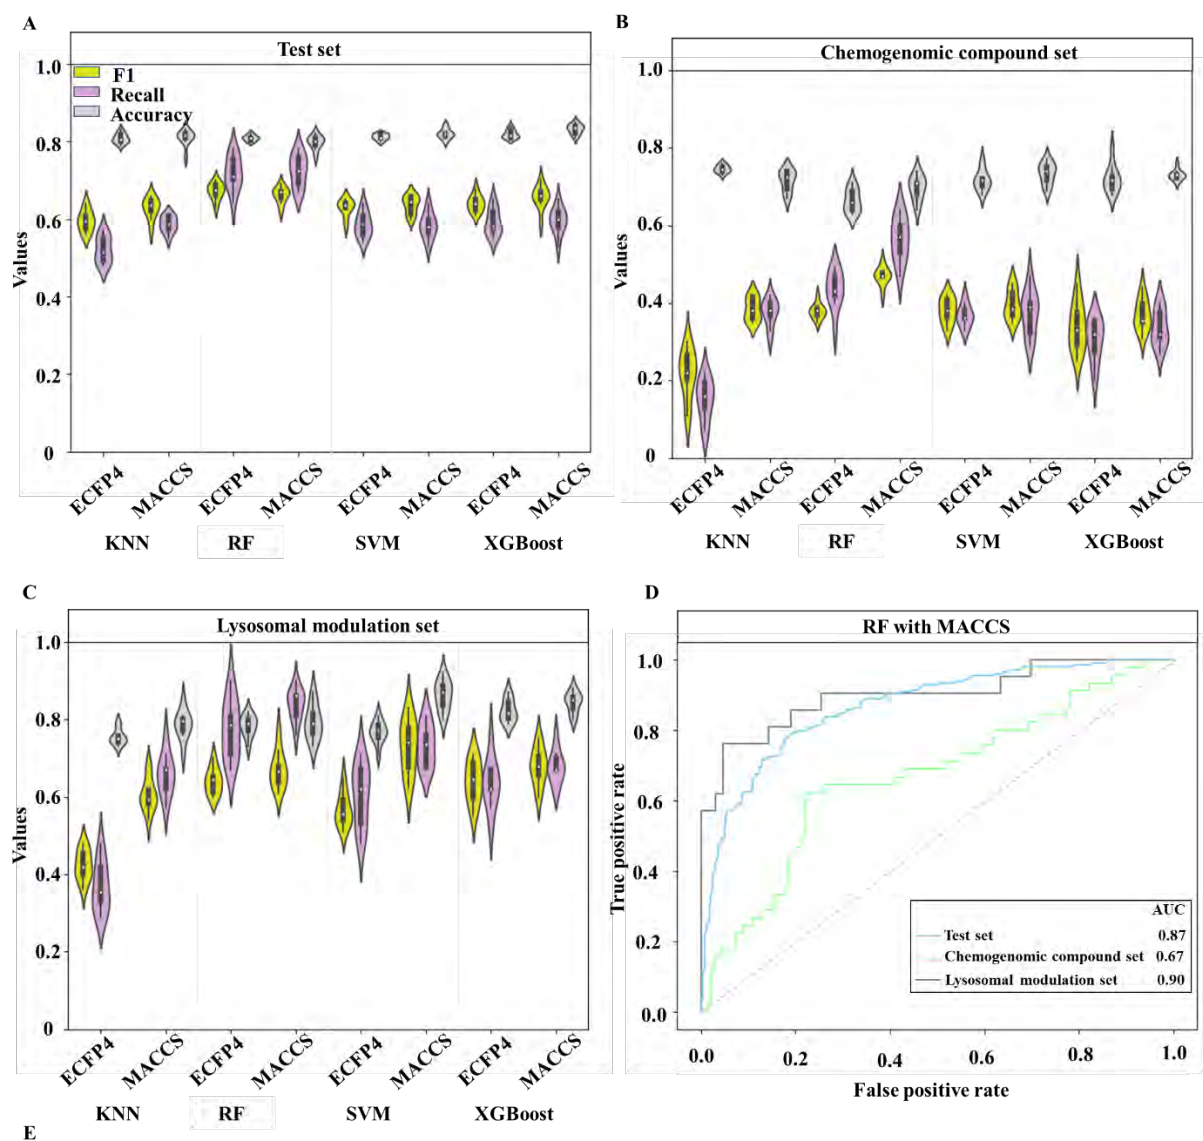 A
Test set
1.0
F1
Recall
Accuracy
0.8
0.6
Values
0.4
0.2
0
ECFP4 MACCS ECFP4 MACCS ECFP4 MACCS ECFP4 MACCS
KNN RF SVM XGBoost
B
Chemogenomic compound set
1.0
0.8
0.6
Values
0.4
0.2
0
ECFP4 MACCS ECFP4 MACCS ECFP4 MACCS ECFP4 MACCS
KNN RF SVM XGBoost
C
Lysosomal modulation set
1.0
0.8
0.6
Values
0.4
0.2
0
ECFP4 MACCS ECFP4 MACCS ECFP4 MACCS ECFP4 MACCS
KNN RF SVM XGBoost
D
RF with MACCS
1.0
0.8
0.6
True positive rate
0.4
0.2
0.0
AUC
Test set 0.87
Chemogenomic compound set 0.67
Lysosomal modulation set 0.90
0.0 0.2 0.4 0.6 0.8 1.0
False positive rate
E